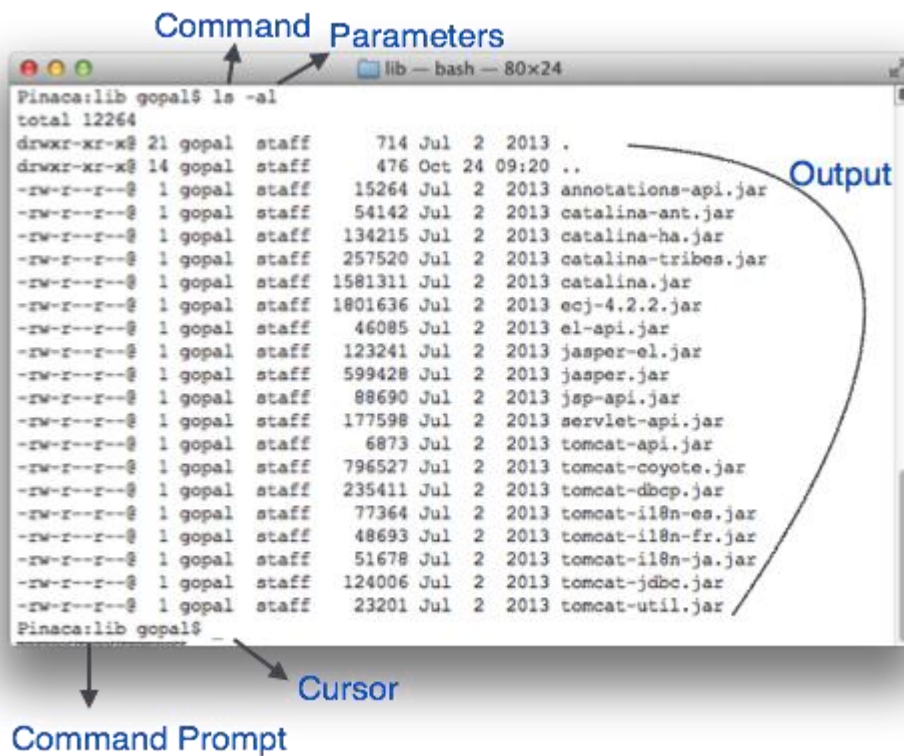 Command Parameters
lib — bash — 80×24
Pinaca:lib gopal$ ls -al
total 12264
drwxr-xr-x@ 21 gopal staff 714 Jul 2 2013 .
drwxr-xr-x@ 14 gopal staff 476 Oct 24 09:20 ..
Output
-rw-r--r--@ 1 gopal staff 15264 Jul 2 2013 annotations-api.jar
-rw-r--r--@ 1 gopal staff 54142 Jul 2 2013 catalina-ant.jar
-rw-r--r--@ 1 gopal staff 134215 Jul 2 2013 catalina-ha.jar
-rw-r--r--@ 1 gopal staff 257520 Jul 2 2013 catalina-tribes.jar
-rw-r--r--@ 1 gopal staff 1581311 Jul 2 2013 catalina.jar
-rw-r--r--@ 1 gopal staff 1801636 Jul 2 2013 ecj-4.2.2.jar
-rw-r--r--@ 1 gopal staff 46085 Jul 2 2013 el-api.jar
-rw-r--r--@ 1 gopal staff 123241 Jul 2 2013 jasper-el.jar
-rw-r--r--@ 1 gopal staff 599428 Jul 2 2013 jasper.jar
-rw-r--r--@ 1 gopal staff 88690 Jul 2 2013 jsp-api.jar
-rw-r--r--@ 1 gopal staff 177598 Jul 2 2013 servlet-api.jar
-rw-r--r--@ 1 gopal staff 6873 Jul 2 2013 tomcat-api.jar
-rw-r--r--@ 1 gopal staff 796527 Jul 2 2013 tomcat-coyote.jar
-rw-r--r--@ 1 gopal staff 235411 Jul 2 2013 tomcat-dbcp.jar
-rw-r--r--@ 1 gopal staff 77364 Jul 2 2013 tomcat-i18n-es.jar
-rw-r--r--@ 1 gopal staff 48693 Jul 2 2013 tomcat-i18n-fr.jar
-rw-r--r--@ 1 gopal staff 51678 Jul 2 2013 tomcat-i18n-ja.jar
-rw-r--r--@ 1 gopal staff 124006 Jul 2 2013 tomcat-jdbc.jar
-rw-r--r--@ 1 gopal staff 23201 Jul 2 2013 tomcat-util.jar
Pinaca:lib gopal$ _
Cursor
Command Prompt